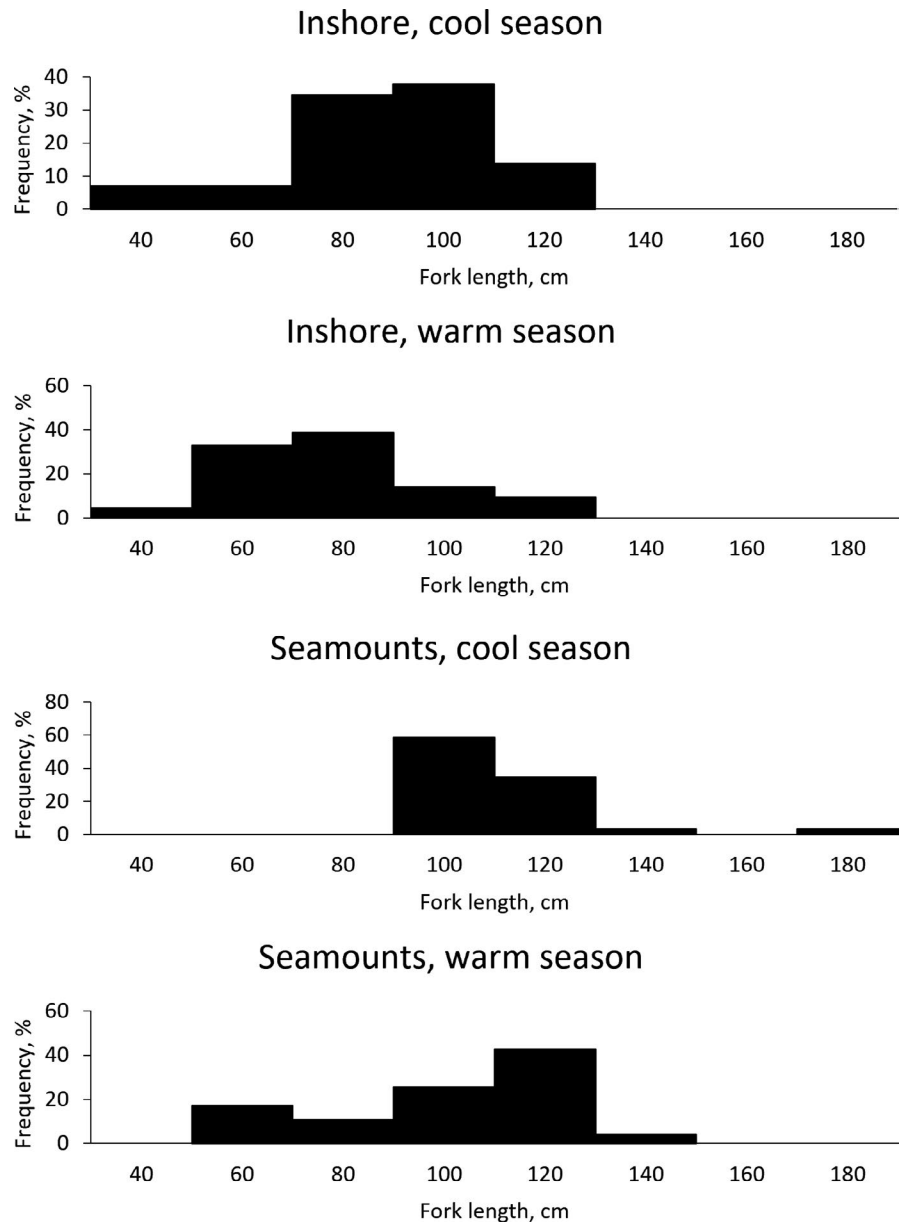 Inshore, cool season
Frequency, %
40
30
20
10
0
40 60 80 100 120 140 160 180
Fork length, cm
Inshore, warm season
Frequency, %
60
40
20
0
40 60 80 100 120 140 160 180
Fork length, cm
Seamounts, cool season
Frequency, %
80
60
40
20
0
40 60 80 100 120 140 160 180
Fork length, cm
Seamounts, warm season
Frequency, %
60
40
20
0
40 60 80 100 120 140 160 180
Fork length, cm